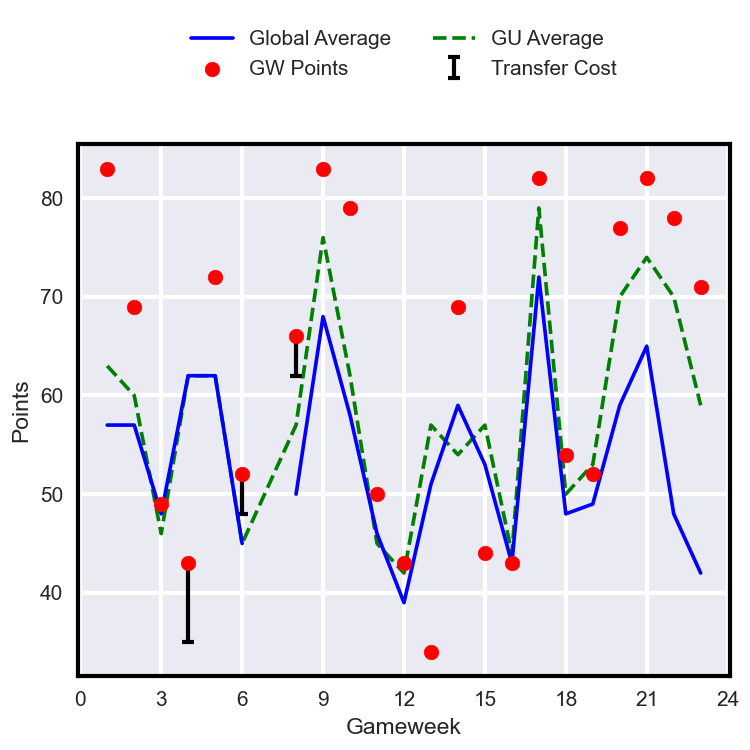 Global Average
GU Average
GW Points
Transfer Cost
80
70
60
50
40
Points
0 3 6 9 12 15 18 21 24
Gameweek